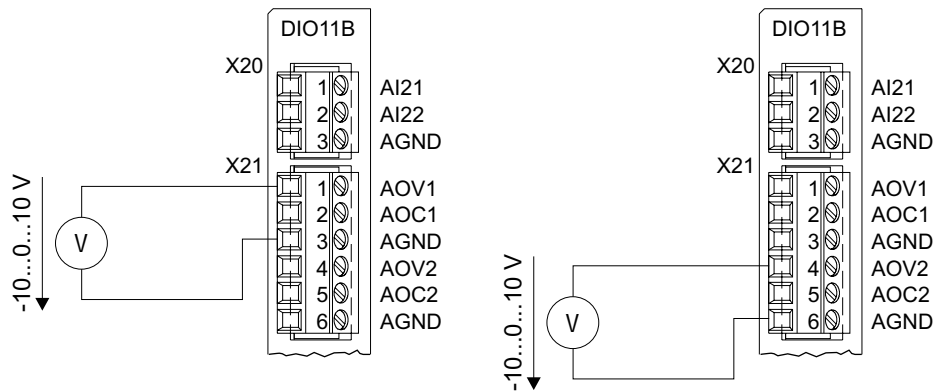 DIO11B
X20
1 AI21
2 AI22
3 AGND
X21
1 AOV1
2 AOC1
3 AGND
4 AOV2
5 AOC2
6 AGND
V
-10...0...10 V
DIO11B
X20
1 AI21
2 AI22
3 AGND
X21
1 AOV1
2 AOC1
3 AGND
4 AOV2
5 AOC2
6 AGND
V
-10...0...10 V